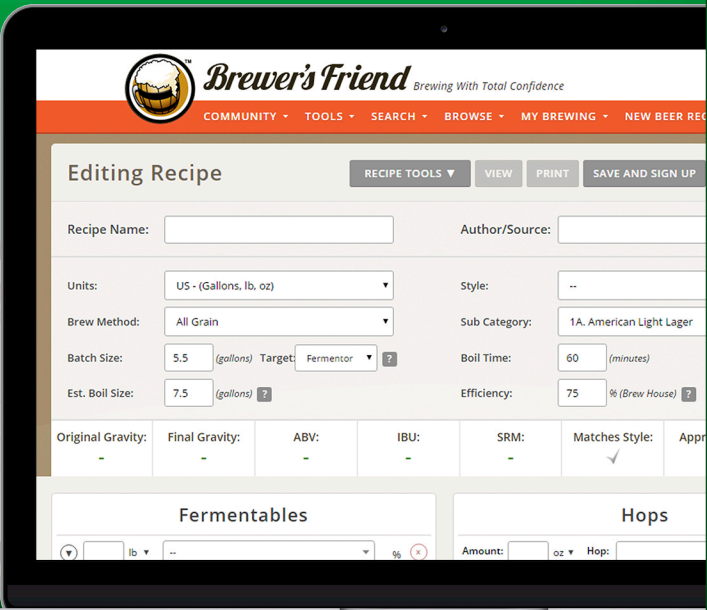 Brewer's Friend™ Brewing With Total Confidence
COMMUNITY TOOLS SEARCH BROWSE MY BREWING NEW BEER REC
Editing Recipe RECIPE TOOLS ▼ VIEW PRINT SAVE AND SIGN UP
Recipe Name: Author/Source:
Units: US - (Gallons, lb, oz) Style: --
Brew Method: All Grain Sub Category: 1A. American Light Lager
Batch Size: 5.5 (gallons) Target: Fermentor ? Boil Time: 60 (minutes)
Est. Boil Size: 7.5 (gallons) ? Efficiency: 75 % (Brew House) ?
Original Gravity: Final Gravity: ABV: IBU: SRM: Matches Style: Appr
- - - - -
Fermentables Hops
lb -- % x Amount: oz Hop: